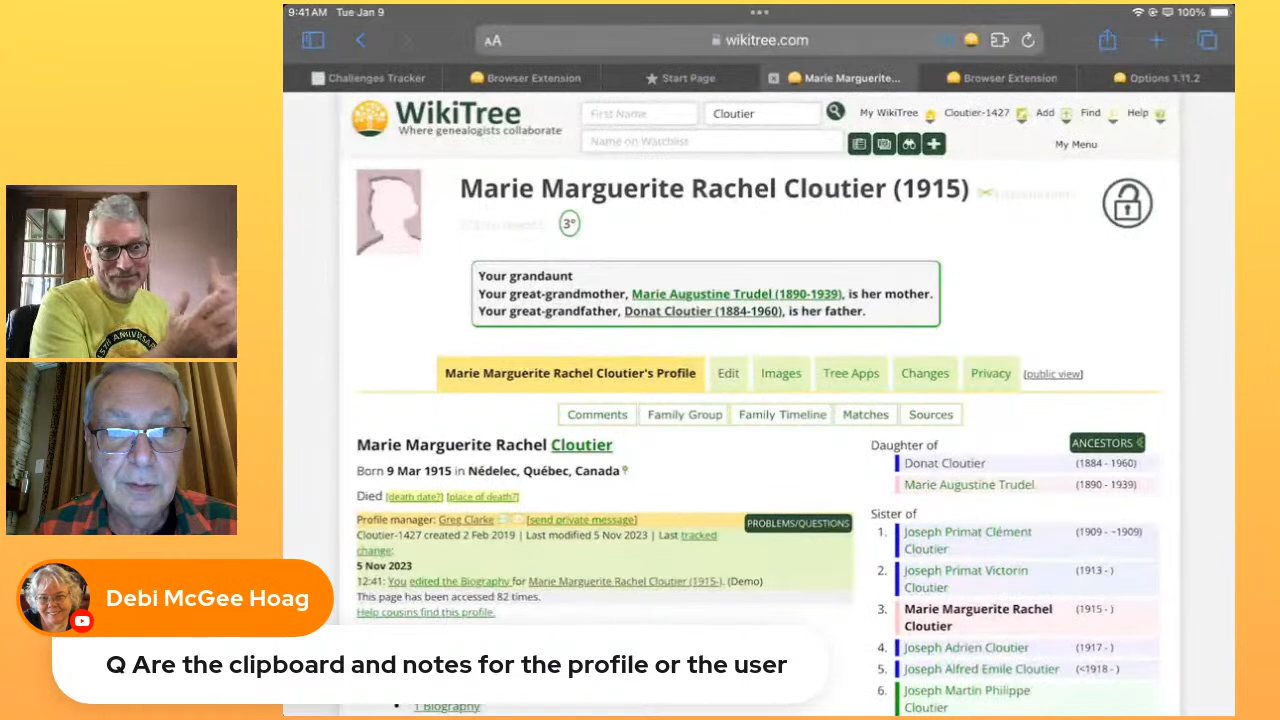 9:41AM Tue Jan 9
100%
AA
wikitree.com
Challenges Tracker
Browser Extension
Start Page
Marie Marguerite...
Browser Extension
Options 1.11.2
WikiTree
Where genealogists collaborate
First Name
Cloutier
Name on Watchlist
My WikiTree
Cloutier-1427
Add
Find
Help
My Menu
Marie Marguerite Rachel Cloutier (1915)
3°
Your grandaunt
Your great-grandmother, Marie Augustine Trudel (1890-1939), is her mother.
Your great-grandfather, Donat Cloutier (1884-1960), is her father.
Marie Marguerite Rachel Cloutier's Profile
Edit
Images
Tree Apps
Changes
Privacy
[public view]
Comments
Family Group
Family Timeline
Matches
Sources
Marie Marguerite Rachel Cloutier
Born 9 Mar 1915 in Nédelec, Québec, Canada
Died [death date?] [place of death?]
Profile manager: Greg Clarke [send private message]
PROBLEMS/QUESTIONS
Cloutier-1427 created 2 Feb 2019 | Last modified 5 Nov 2023 | Last tracked
change:
5 Nov 2023
12:41: You edited the Biography for Marie Marguerite Rachel Cloutier (1915-). (Demo)
This page has been accessed 82 times.
Help cousins find this profile.
1 Biography
Daughter of
ANCESTORS
Donat Cloutier (1884 - 1960)
Marie Augustine Trudel (1890 - 1939)
Sister of
1. Joseph Primat Clément (1909 - ~1909)
Cloutier
2. Joseph Primat Victorin (1913 - )
Cloutier
3. Marie Marguerite Rachel (1915 - )
Cloutier
4. Joseph Adrien Cloutier (1917 - )
5. Joseph Alfred Emile Cloutier (<1918 - )
6. Joseph Martin Philippe
Cloutier
ANNIVERSA
Debi McGee Hoag
Q Are the clipboard and notes for the profile or the user